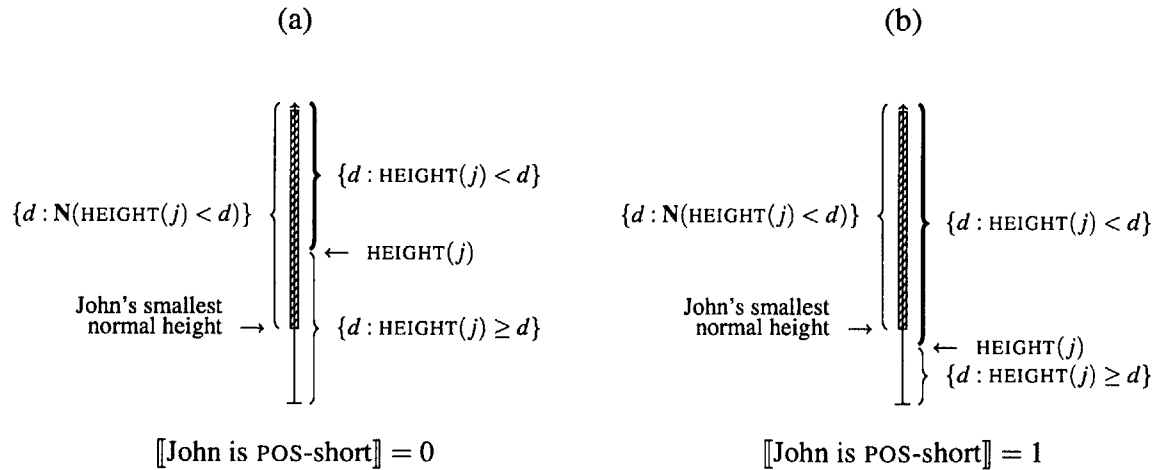 (a)
{d : HEIGHT(j) < d}
{d : N(HEIGHT(j) < d)}
← HEIGHT(j)
John's smallest
normal height →
{d : HEIGHT(j) ≥ d}
⟦John is POS-short⟧ = 0
(b)
{d : N(HEIGHT(j) < d)}
{d : HEIGHT(j) < d}
John's smallest
normal height →
← HEIGHT(j)
{d : HEIGHT(j) ≥ d}
⟦John is POS-short⟧ = 1